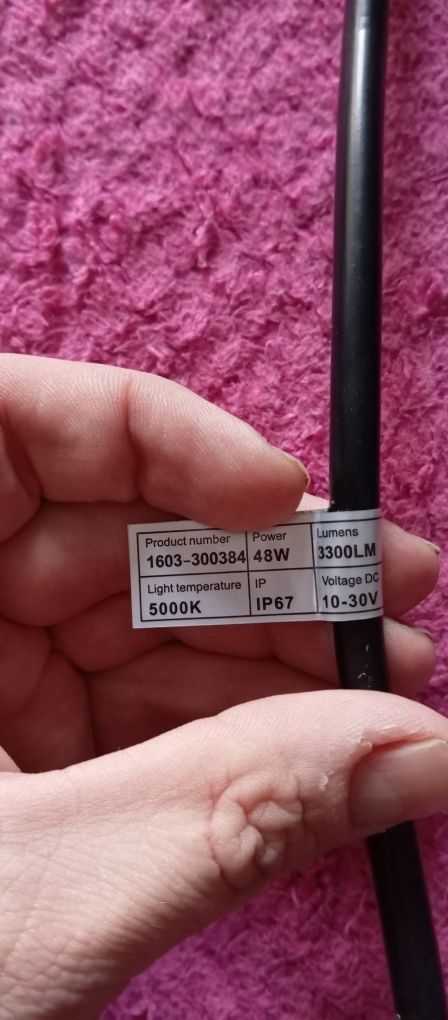 Product number Power Lumens
1603-300384 48W 3300LM
Light temperature IP Voltage DC
5000K IP67 10-30V